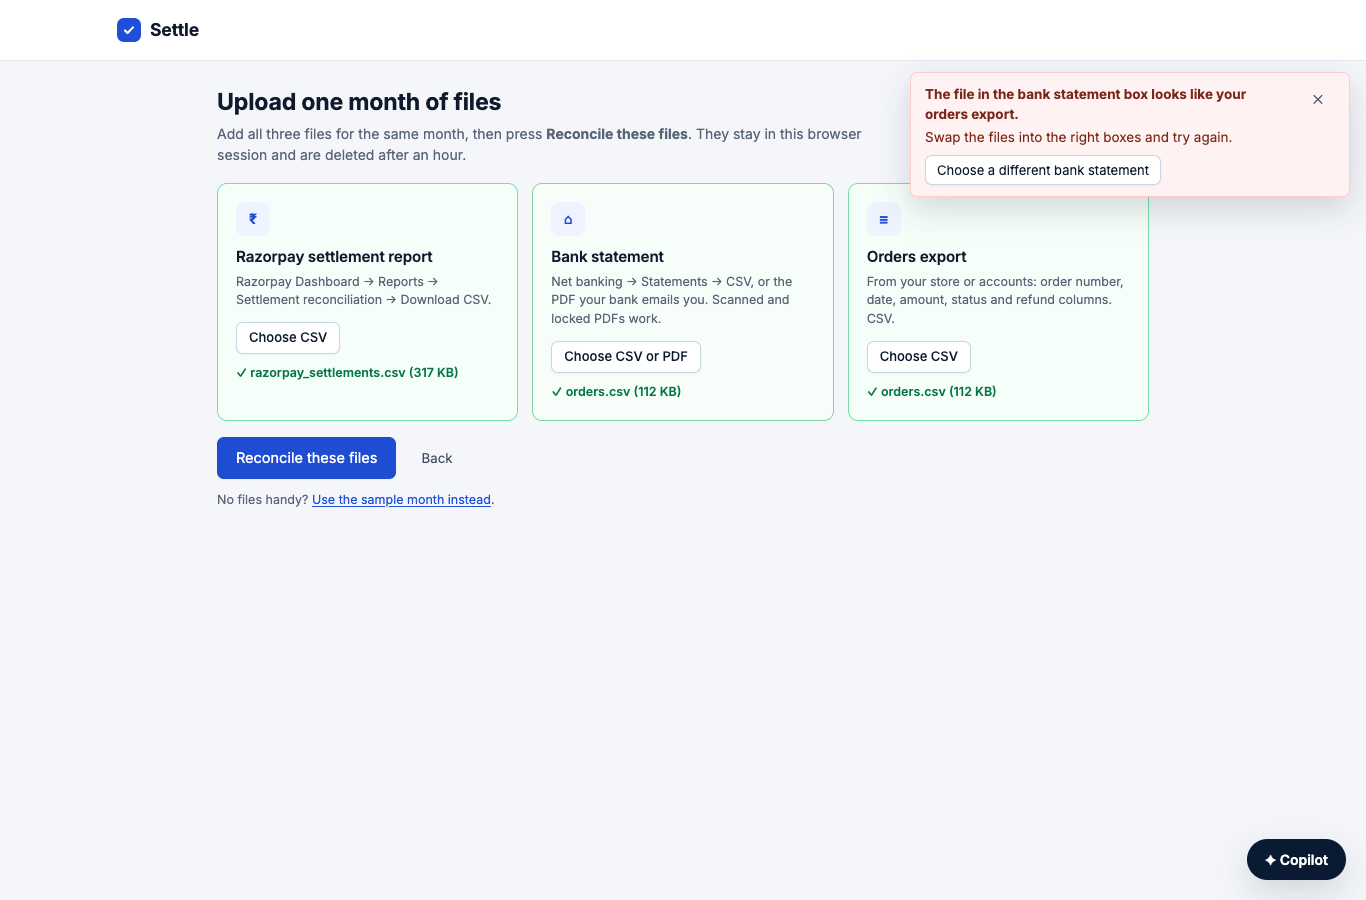 Settle
Upload one month of files
Add all three files for the same month, then press Reconcile these files. They stay in this browser
session and are deleted after an hour.
The file in the bank statement box looks like your
orders export.
Swap the files into the right boxes and try again.
Choose a different bank statement
₹
Razorpay settlement report
Razorpay Dashboard → Reports →
Settlement reconciliation → Download CSV.
Choose CSV
✓ razorpay_settlements.csv (317 KB)
Bank statement
Net banking → Statements → CSV, or the
PDF your bank emails you. Scanned and
locked PDFs work.
Choose CSV or PDF
✓ orders.csv (112 KB)
Orders export
From your store or accounts: order number,
date, amount, status and refund columns.
CSV.
Choose CSV
✓ orders.csv (112 KB)
Reconcile these files
Back
No files handy? Use the sample month instead.
Copilot